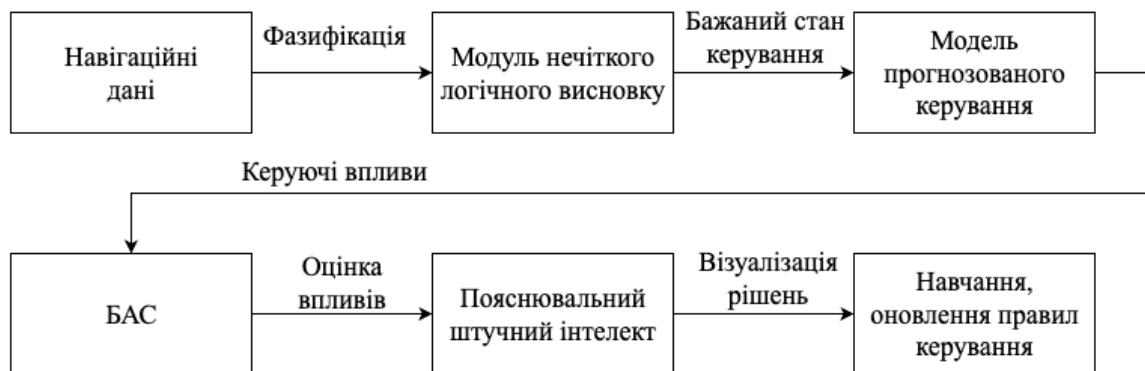 Навігаційні
дані
Фазифікація
Модуль нечіткого
логічного висновку
Бажаний стан
керування
Модель
прогнозованого
керування
Керуючі впливи
БАС
Оцінка
впливів
Пояснювальний
штучний інтелект
Візуалізація
рішень
Навчання,
оновлення правил
керування